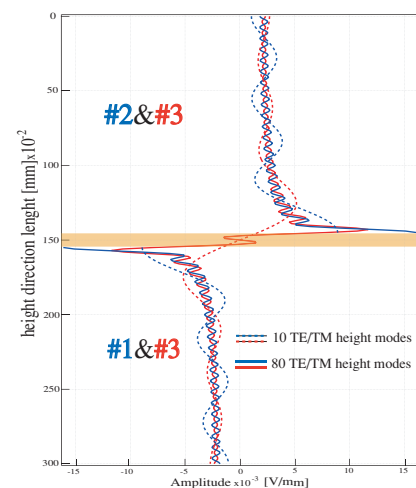 0
50
#2&#3
100
150
200
250
300
height direction lenght [mm]x10-2
#1&#3
10 TE/TM height modes
80 TE/TM height modes
-15 -10 -5 0 5 10 15
Amplitude x10-3 [V/mm]